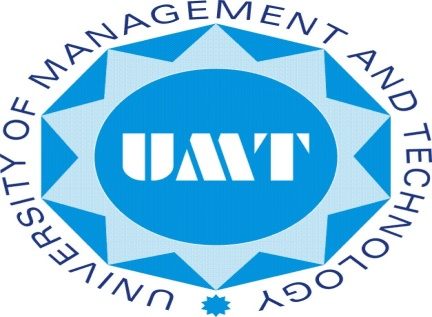 UNIVERSITY OF MANAGEMENT AND TECHNOLOGY
UMT